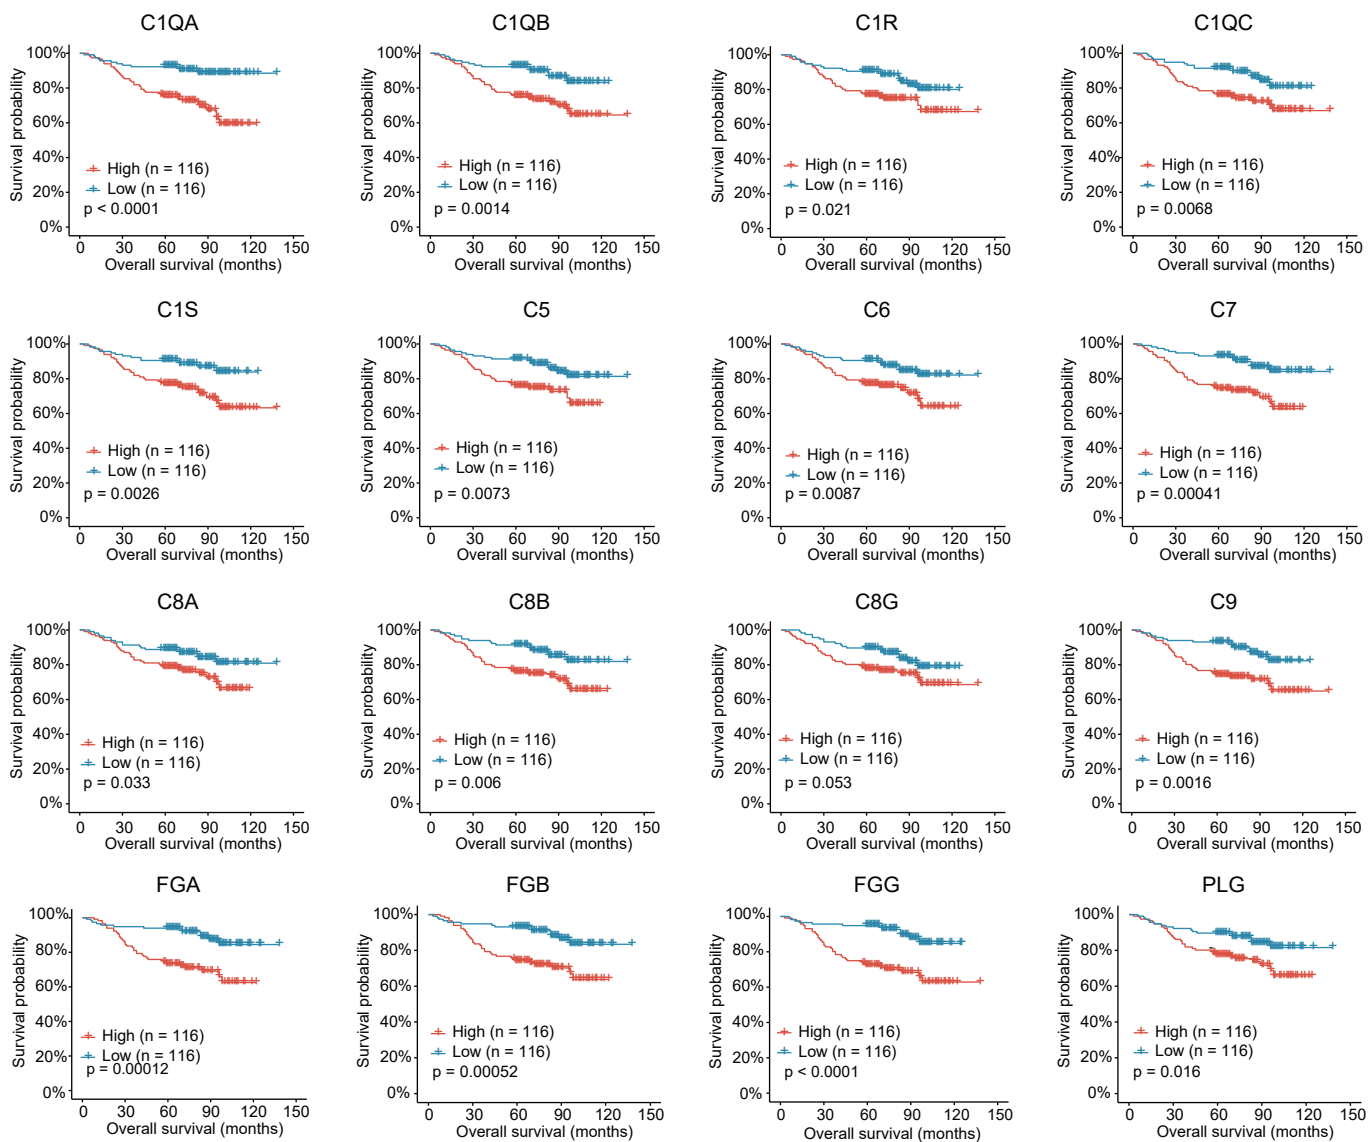 C1QA
Survival probability
100%
80%
60%
40%
20%
0%
High (n = 116)
Low (n = 116)
p < 0.0001
0 30 60 90 120 150
Overall survival (months)
C1QB
Survival probability
100%
80%
60%
40%
20%
0%
High (n = 116)
Low (n = 116)
p = 0.0014
0 30 60 90 120 150
Overall survival (months)
C1R
Survival probability
100%
80%
60%
40%
20%
0%
High (n = 116)
Low (n = 116)
p = 0.021
0 30 60 90 120 150
Overall survival (months)
C1QC
Survival probability
100%
80%
60%
40%
20%
0%
High (n = 116)
Low (n = 116)
p = 0.0068
0 30 60 90 120 150
Overall survival (months)
C1S
Survival probability
100%
80%
60%
40%
20%
0%
High (n = 116)
Low (n = 116)
p = 0.0026
0 30 60 90 120 150
Overall survival (months)
C5
Survival probability
100%
80%
60%
40%
20%
0%
High (n = 116)
Low (n = 116)
p = 0.0073
0 30 60 90 120 150
Overall survival (months)
C6
Survival probability
100%
80%
60%
40%
20%
0%
High (n = 116)
Low (n = 116)
p = 0.0087
0 30 60 90 120 150
Overall survival (months)
C7
Survival probability
100%
80%
60%
40%
20%
0%
High (n = 116)
Low (n = 116)
p = 0.00041
0 30 60 90 120 150
Overall survival (months)
C8A
Survival probability
100%
80%
60%
40%
20%
0%
High (n = 116)
Low (n = 116)
p = 0.033
0 30 60 90 120 150
Overall survival (months)
C8B
Survival probability
100%
80%
60%
40%
20%
0%
High (n = 116)
Low (n = 116)
p = 0.006
0 30 60 90 120 150
Overall survival (months)
C8G
Survival probability
100%
80%
60%
40%
20%
0%
High (n = 116)
Low (n = 116)
p = 0.053
0 30 60 90 120 150
Overall survival (months)
C9
Survival probability
100%
80%
60%
40%
20%
0%
High (n = 116)
Low (n = 116)
p = 0.0016
0 30 60 90 120 150
Overall survival (months)
FGA
Survival probability
100%
80%
60%
40%
20%
0%
High (n = 116)
Low (n = 116)
p = 0.00012
0 30 60 90 120 150
Overall survival (months)
FGB
Survival probability
100%
80%
60%
40%
20%
0%
High (n = 116)
Low (n = 116)
p = 0.00052
0 30 60 90 120 150
Overall survival (months)
FGG
Survival probability
100%
80%
60%
40%
20%
0%
High (n = 116)
Low (n = 116)
p < 0.0001
0 30 60 90 120 150
Overall survival (months)
PLG
Survival probability
100%
80%
60%
40%
20%
0%
High (n = 116)
Low (n = 116)
p = 0.016
0 30 60 90 120 150
Overall survival (months)